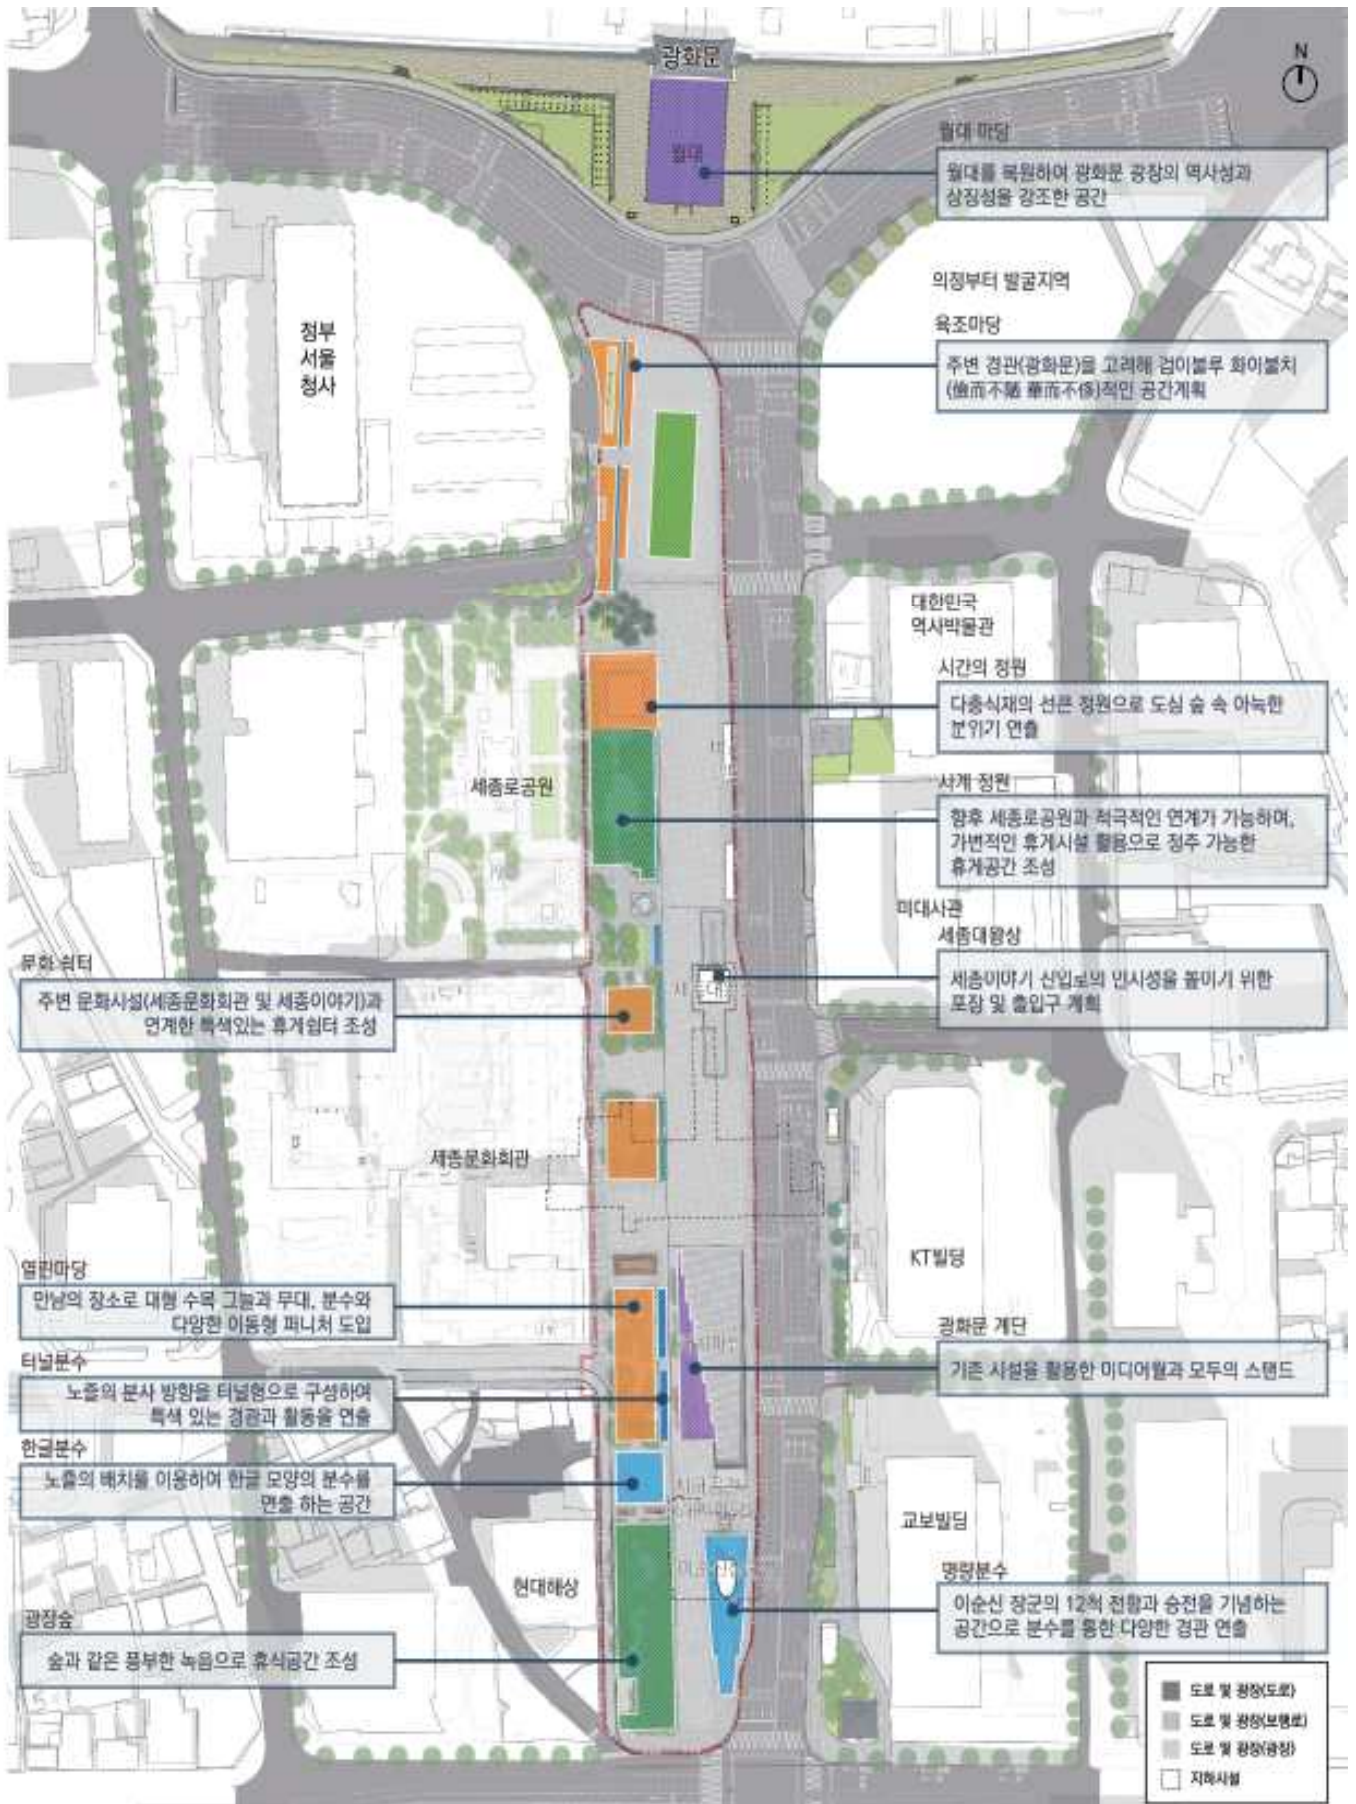 광화문
N
월대
월대 마당
월대를 복원하여 광화문 광장의 역사성과
상징성을 강조한 공간
의정부터 발굴지역
육조마당
주변 경관(광화문)을 고려해 검이불루 화이불치
(儉而不陋 華而不侈)적인 공간계획
정부
서울
청사
대한민국
역사박물관
시간의 정원
다층식재의 선큰 정원으로 도심 숲 속 아늑한
분위기 연출
세종로공원
사계 정원
향후 세종로공원과 적극적인 연계가 가능하며,
가변적인 휴게시설 활용으로 정주 가능한
휴게공간 조성
미대사관
세종대왕상
세종이야기 진입로의 인시성을 높이기 위한
포장 및 출입구 계획
문화 쉼터
주변 문화시설(세종문화회관 및 세종이야기)과
연계한 특색있는 휴게쉼터 조성
세종문화회관
KT빌딩
열린마당
만남의 장소로 대형 수목 그늘과 무대, 분수와
다양한 이동형 퍼니처 도입
광화문 계단
기존 시설을 활용한 미디어월과 모두의 스탠드
터널분수
노즐의 분사 방향을 터널형으로 구성하여
특색 있는 경관과 활동을 연출
한글분수
노즐의 배치를 이용하여 한글 모양의 분수를
연출 하는 공간
교보빌딩
현대해상
명량분수
이순신 장군의 12척 전함과 승전을 기념하는
공간으로 분수를 통한 다양한 경관 연출
광장숲
숲과 같은 풍부한 녹음으로 휴식공간 조성
도로 및 광장(도로)
도로 및 광장(보행로)
도로 및 광장(광장)
지하시설